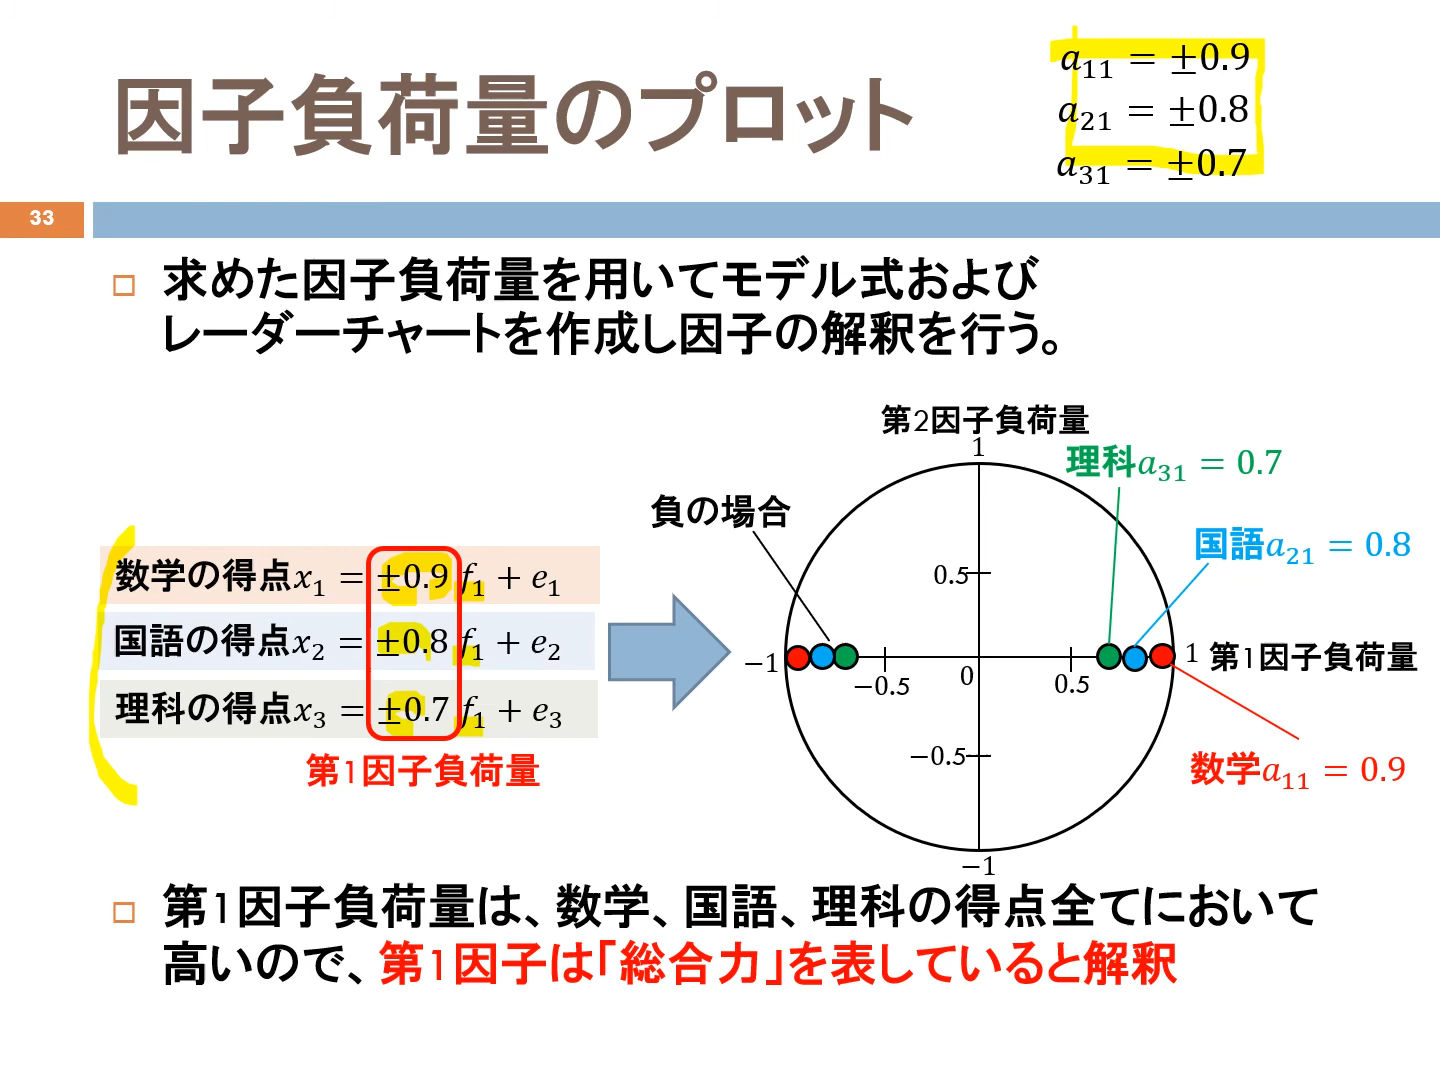 因子負荷量のプロット
a₁₁ = ±0.9
a₂₁ = ±0.8
a₃₁ = ±0.7
33
求めた因子負荷量を用いてモデル式および
レーダーチャートを作成し因子の解釈を行う。
数学の得点x₁ = ±0.9 f₁ + e₁
国語の得点x₂ = ±0.8 f₁ + e₂
理科の得点x₃ = ±0.7 f₁ + e₃
第1因子負荷量
第2因子負荷量
1
理科a₃₁ = 0.7
負の場合
国語a₂₁ = 0.8
0.5
−1
−0.5
0
0.5
1
第1因子負荷量
−0.5
数学a₁₁ = 0.9
−1
第1因子負荷量は、数学、国語、理科の得点全てにおいて
高いので、第1因子は「総合力」を表していると解釈